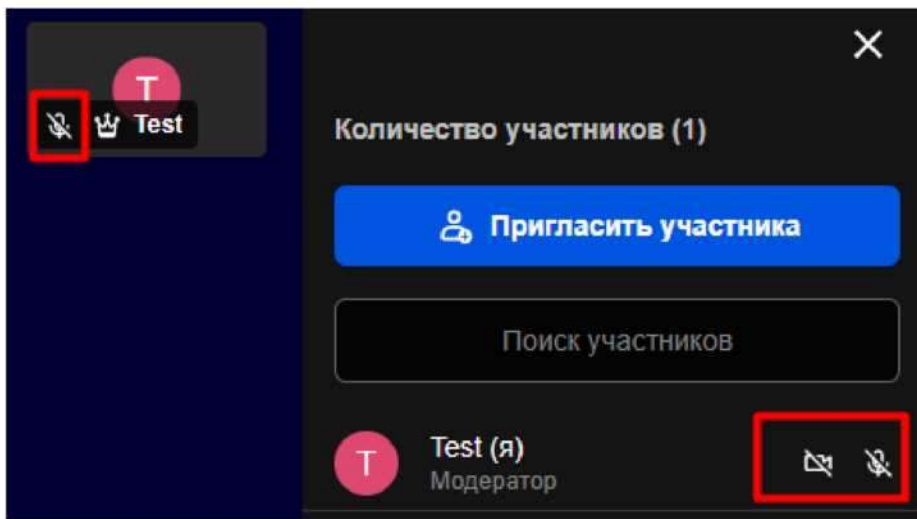 T
Test
Количество участников (1)
Пригласить участника
Поиск участников
T
Test (я)
Модератор